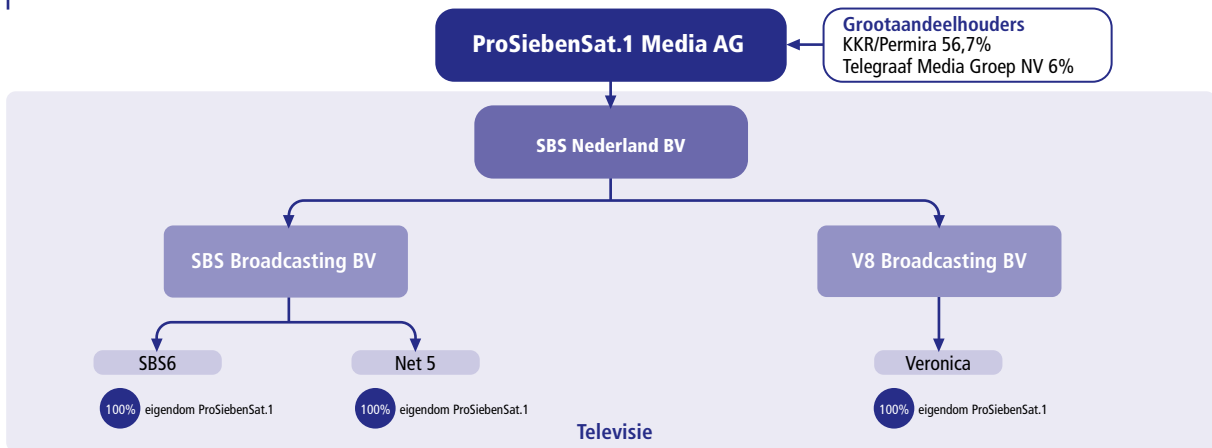 ProSiebenSat.1 Media AG
Grootaandeelhouders
KKR/Permira 56,7%
Telegraaf Media Groep NV 6%
SBS Nederland BV
SBS Broadcasting BV
V8 Broadcasting BV
SBS6
Net 5
Veronica
100% eigendom ProSiebenSat.1
100% eigendom ProSiebenSat.1
100% eigendom ProSiebenSat.1
Televisie